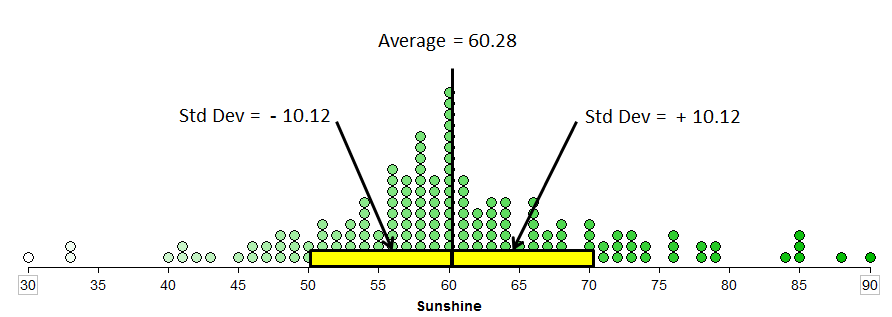 Average = 60.28
Std Dev =  - 10.12
Std Dev =  + 10.12
30 35 40 45 50 55 60 65 70 75 80 85 90
Sunshine